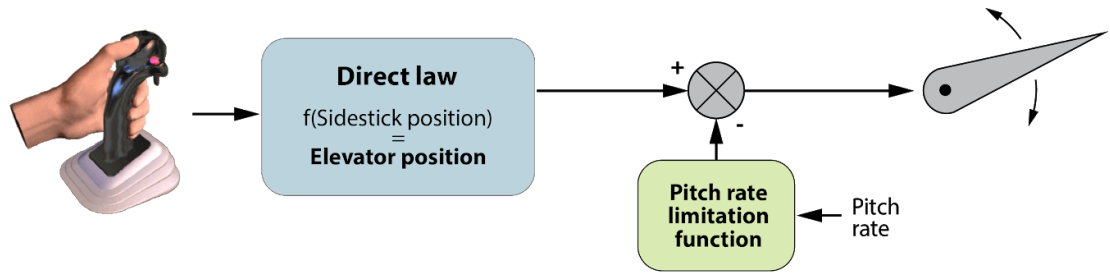 Direct law
f(Sidestick position)
=
Elevator position
+
-
Pitch rate
limitation
function
Pitch
rate